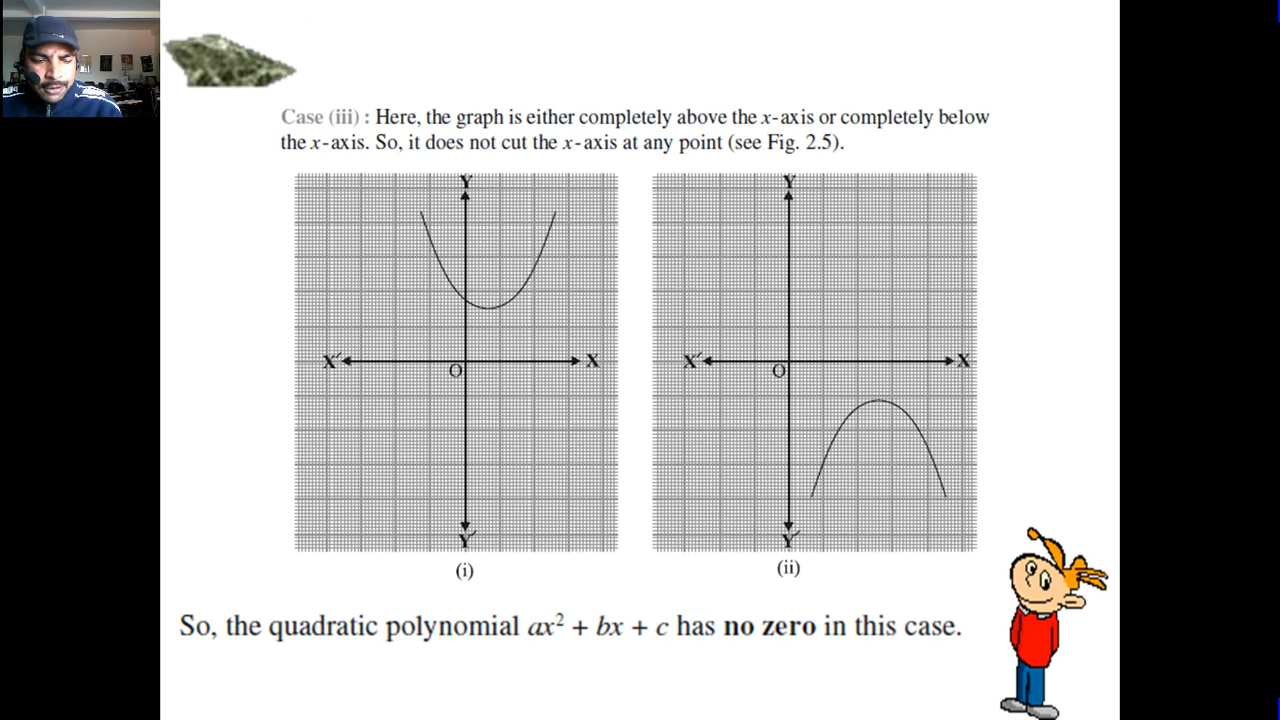 Case (iii) : Here, the graph is either completely above the x-axis or completely below
the x-axis. So, it does not cut the x-axis at any point (see Fig. 2.5).
Y Y
X′ O X X′ O X
Y′ Y′
(i) (ii)
So, the quadratic polynomial ax² + bx + c has no zero in this case.